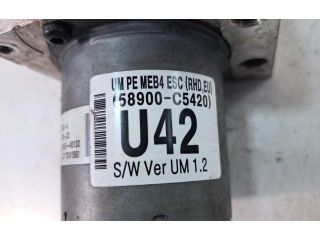 UM PE MEB4 ESC (RHD,EU)
(58900-C5420)
U42
S/W Ver UM 1.2